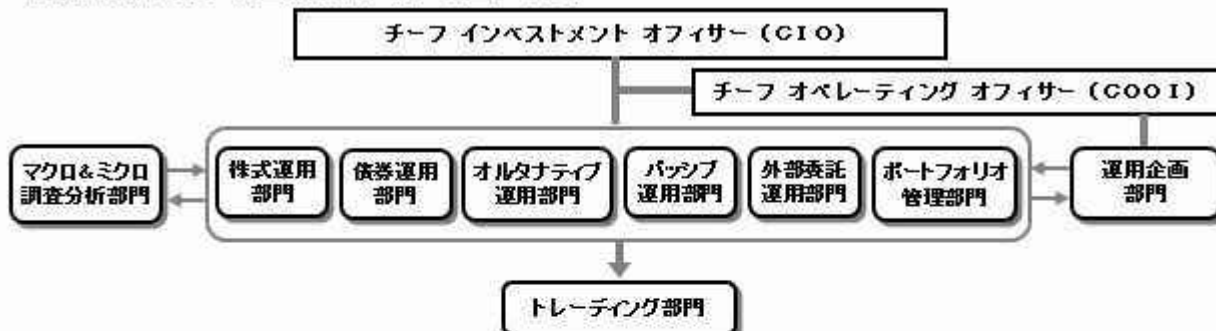 チーフ インベストメント オフィサー (CIO)
チーフ オペレーティング オフィサー (COOI)
マクロ&ミクロ
調査分析部門
株式運用
部門
債券運用
部門
オルタナティブ
運用部門
パッシブ
運用部門
外部委託
運用部門
ポートフォリオ
管理部門
運用企画
部門
トレーディング部門